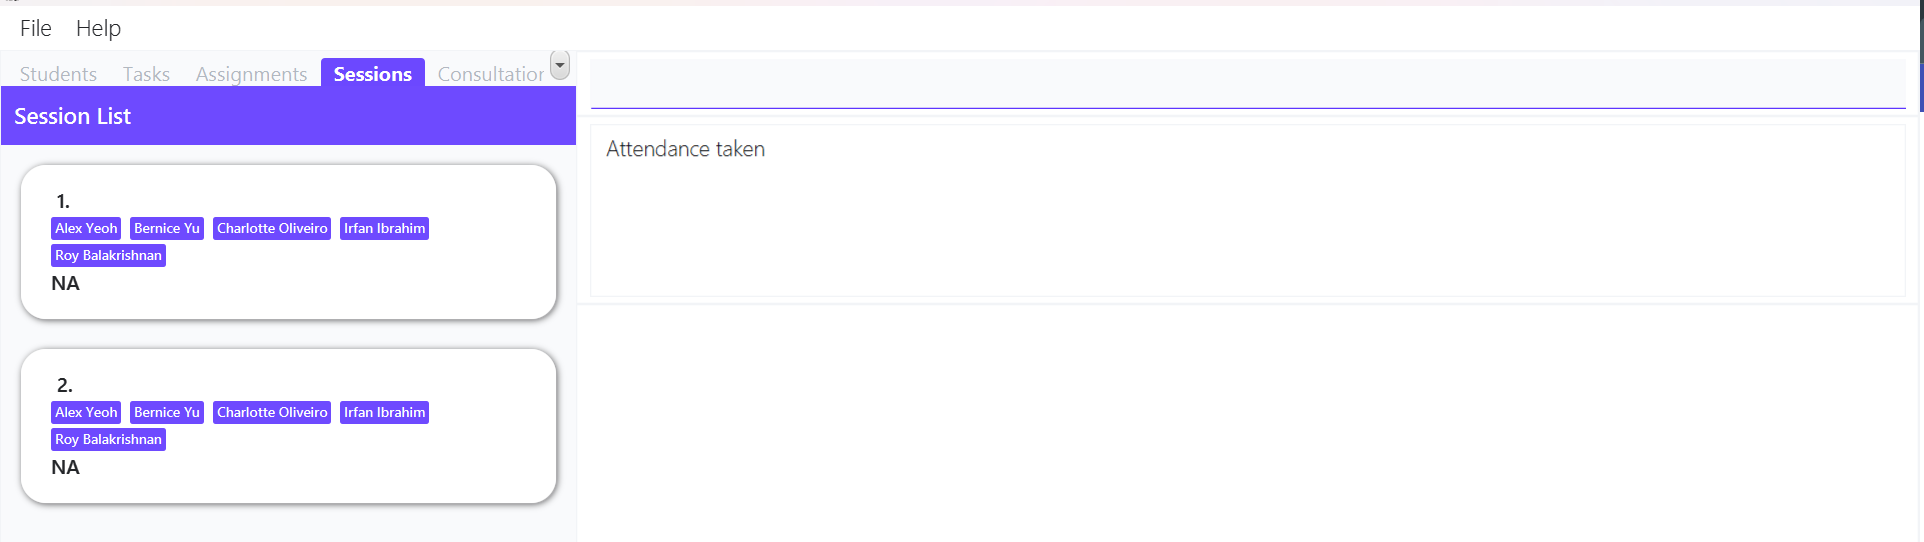 File Help
Students Tasks Assignments Sessions Consultation
Session List
Attendance taken
1.
Alex Yeoh Bernice Yu Charlotte Oliveiro Irfan Ibrahim
Roy Balakrishnan
NA
2.
Alex Yeoh Bernice Yu Charlotte Oliveiro Irfan Ibrahim
Roy Balakrishnan
NA